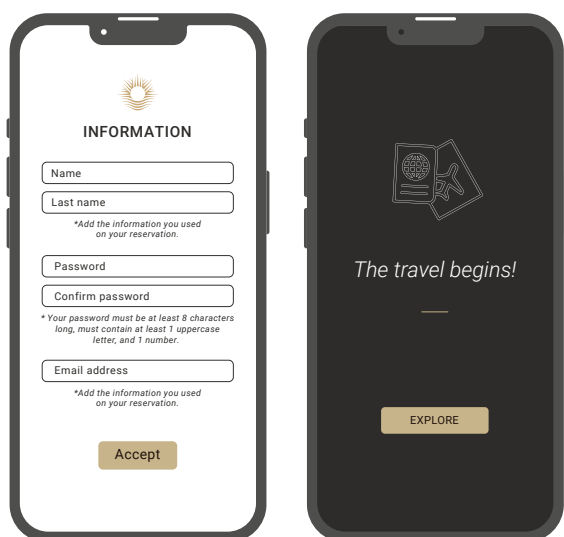 INFORMATION
Name
Last name
*Add the information you used
on your reservation.
Password
Confirm password
* Your password must be at least 8 characters
long, must contain at least 1 uppercase
letter, and 1 number.
Email address
*Add the information you used
on your reservation.
Accept
The travel begins!
EXPLORE